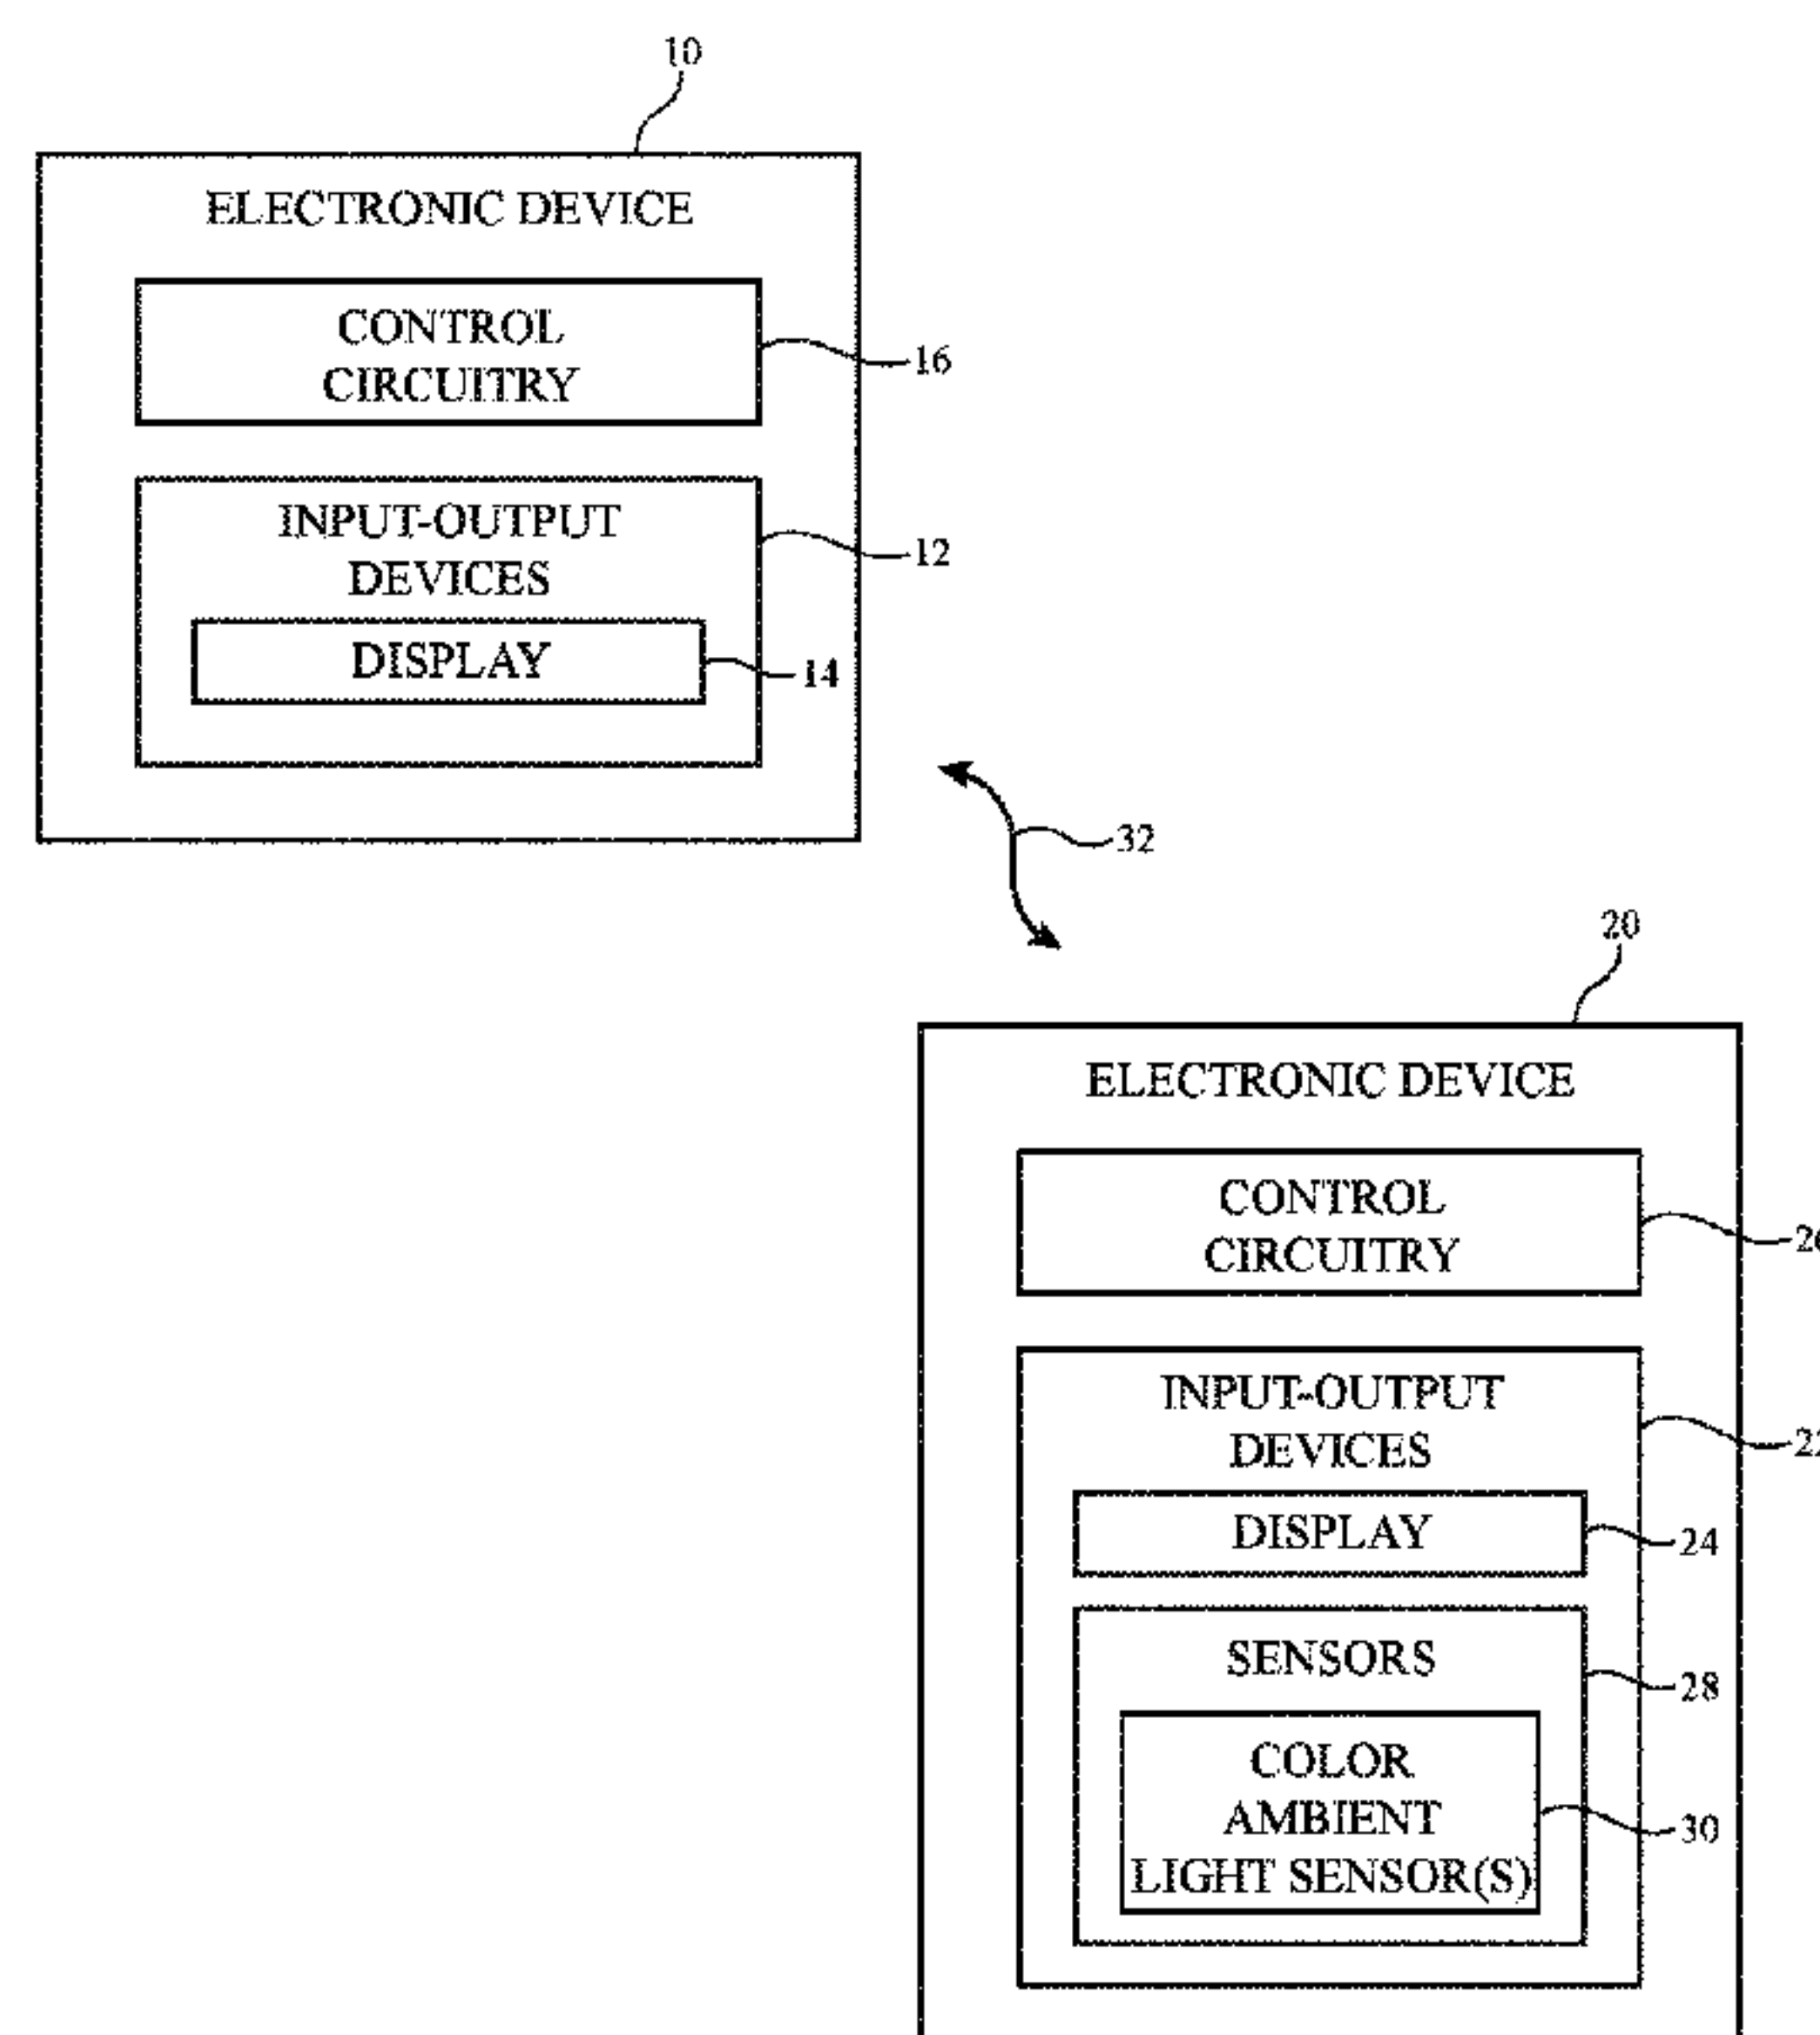 10
ELECTRONIC DEVICE
CONTROL
CIRCUITRY
16
INPUT-OUTPUT
DEVICES
12
DISPLAY
14
32
20
ELECTRONIC DEVICE
CONTROL
CIRCUITRY
INPUT-OUTPUT
DEVICES
DISPLAY
24
SENSORS
28
COLOR
AMBIENT
LIGHT SENSOR(S)
30